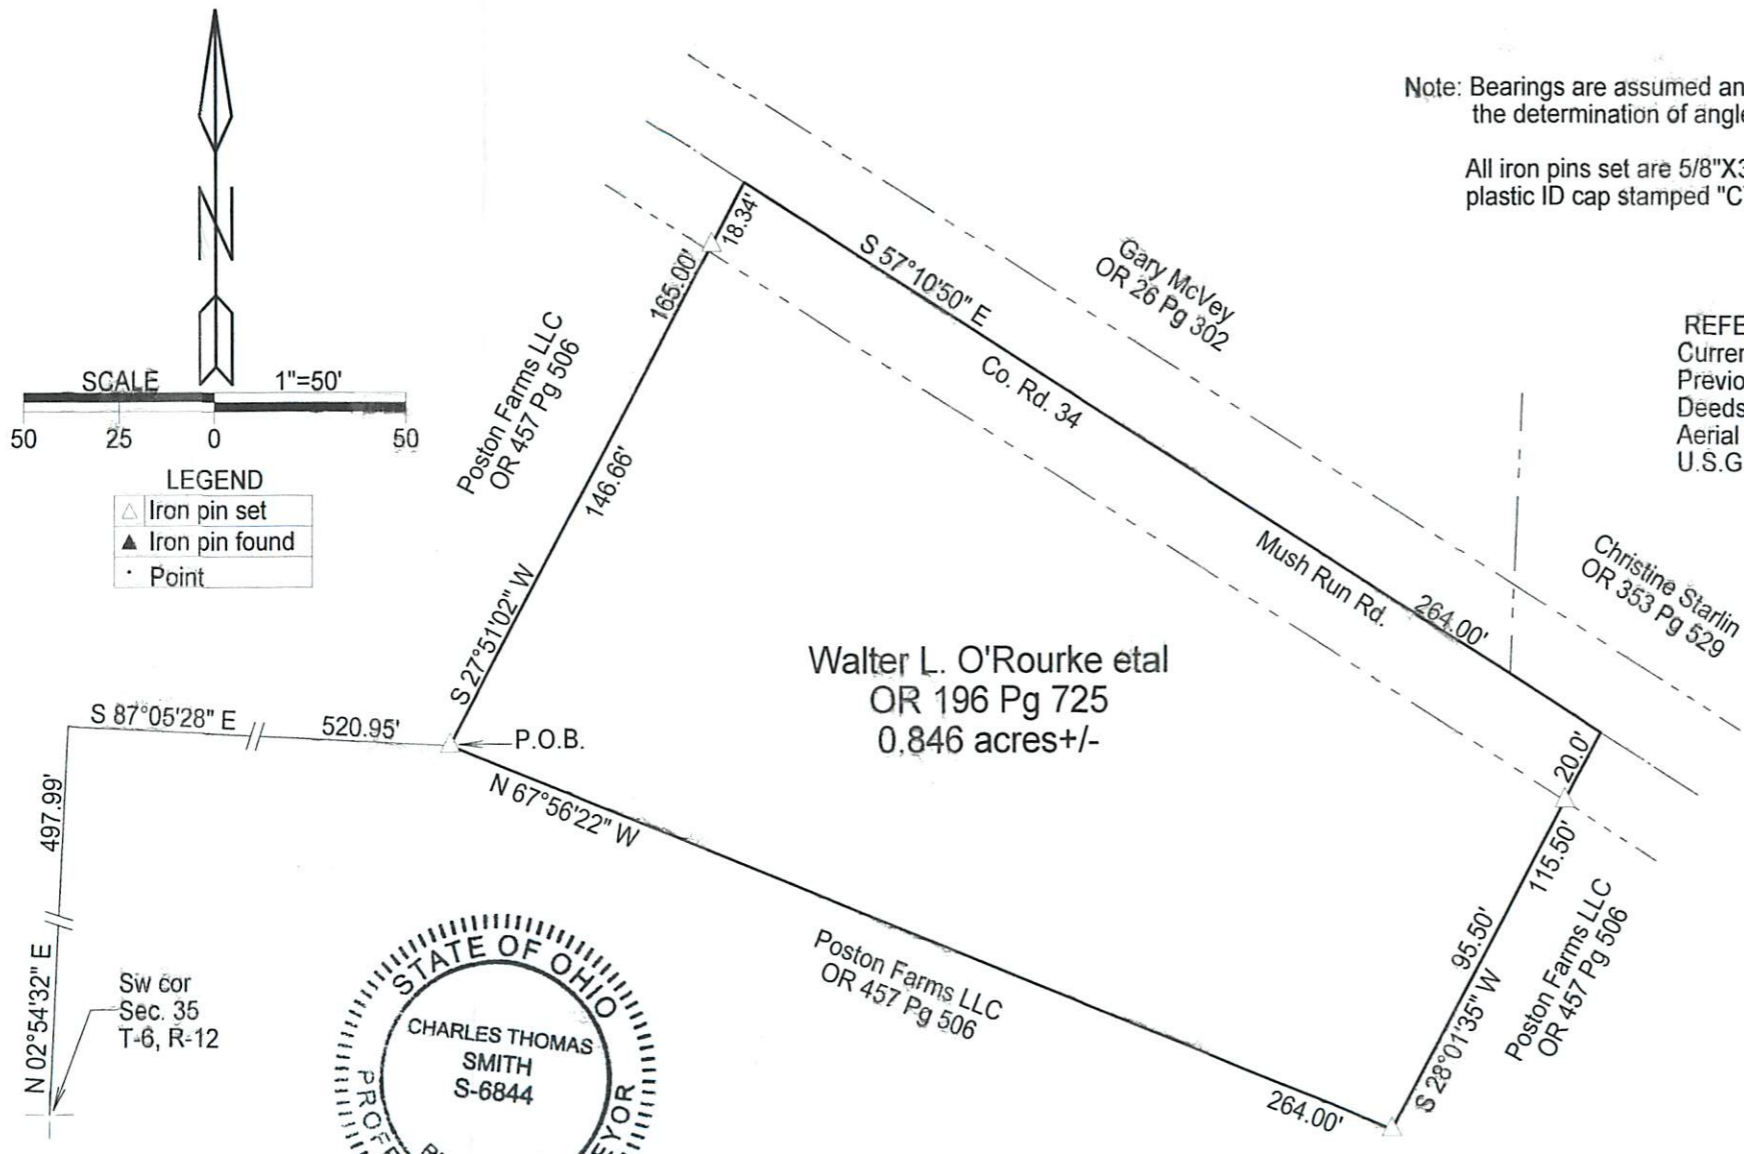 Note: Bearings are assumed an
the determination of angle
All iron pins set are 5/8"X3
plastic ID cap stamped "C
REFE
Curren
Previo
Deeds
Aerial
U.S.G
N
SCALE 1"=50'
50 25 0 50
LEGEND
△ Iron pin set
▲ Iron pin found
· Point
18.34'
165.00'
S 57°10'50" E
Gary McVey
OR 26 Pg 302
Co. Rd. 34
Poston Farms LLC
OR 457 Pg 506
146.66'
S 27°51'02" W
Mush Run Rd.
264.00'
Christine Starlin
OR 353 Pg 529
Walter L. O'Rourke etal
OR 196 Pg 725
0.846 acres+/-
S 87°05'28" E
520.95'
P.O.B.
20.0'
497.99'
N 67°56'22" W
115.50'
95.50'
Poston Farms LLC
OR 457 Pg 506
S 28°01'35" W
Poston Farms LLC
OR 457 Pg 506
264.00'
N 02°54'32" E
Sw cor
Sec. 35
T-6, R-12
STATE OF OHIO
CHARLES THOMAS
SMITH
S-6844